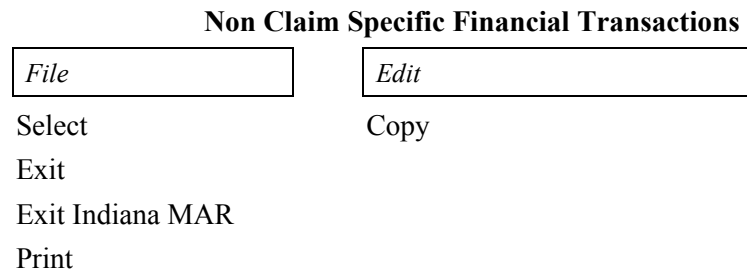 Non Claim Specific Financial Transactions
File Edit
Select Copy
Exit
Exit Indiana MAR
Print